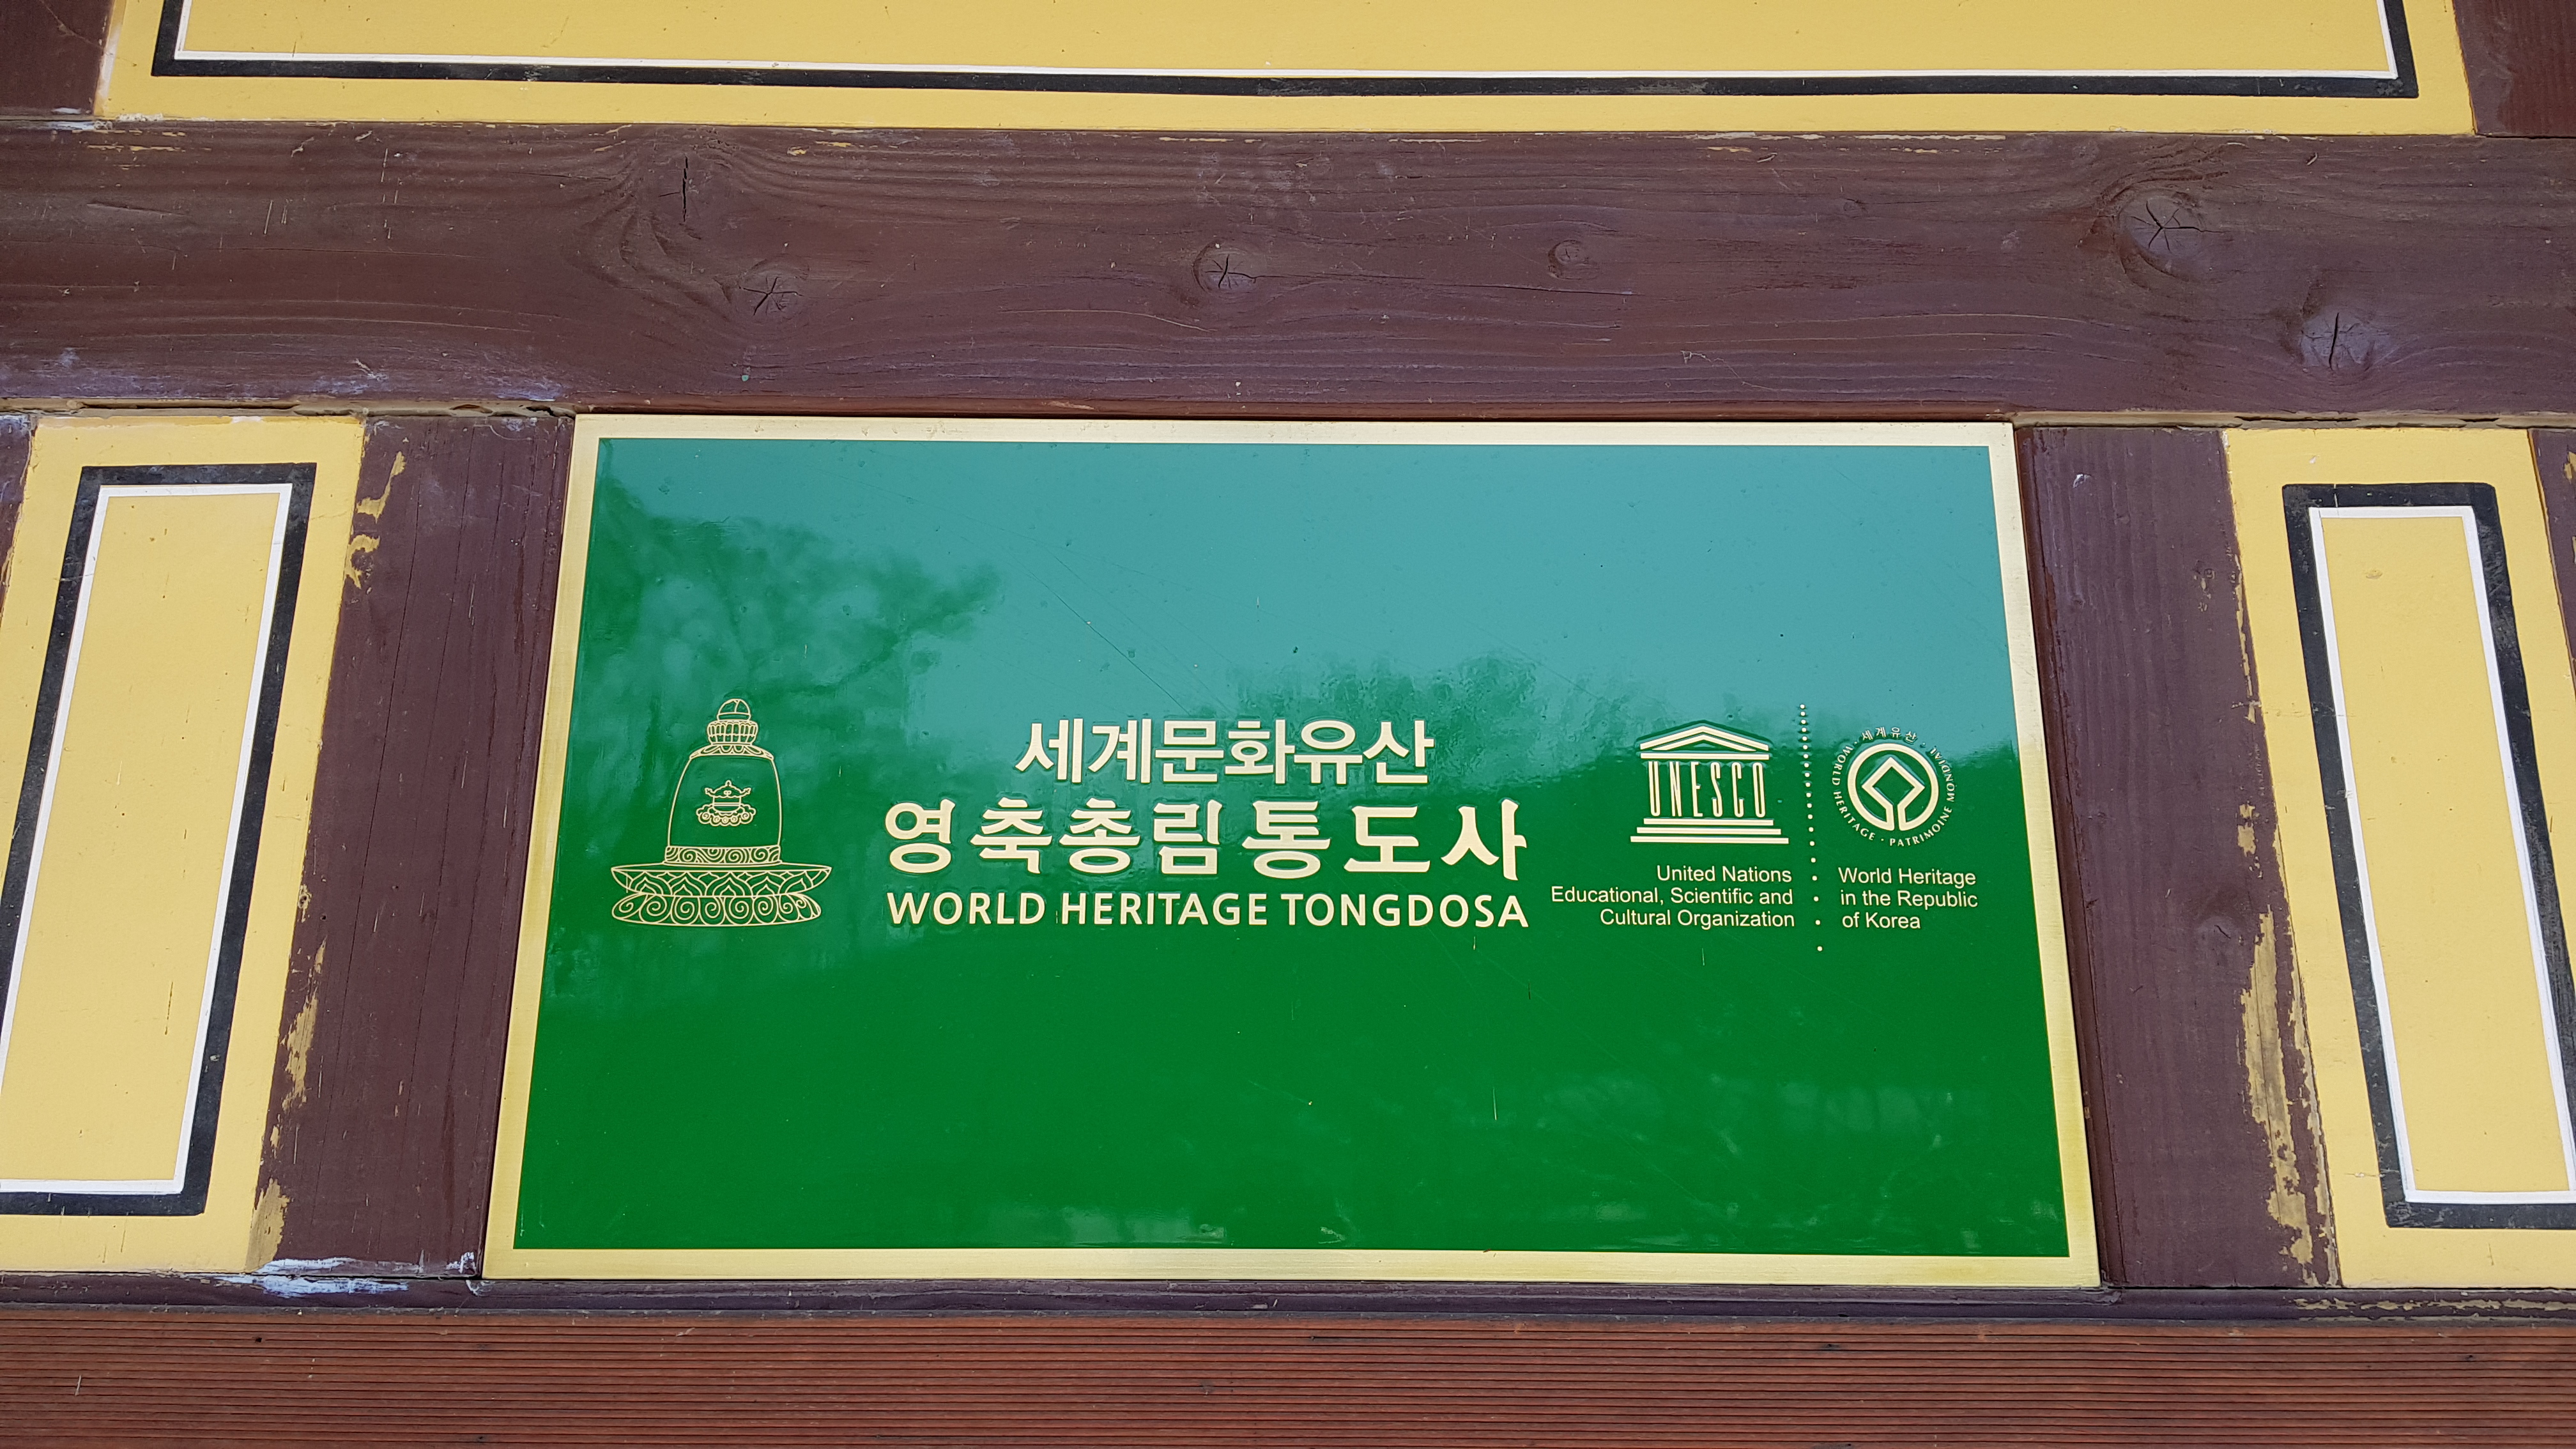 세계문화유산
영축총림통도사
WORLD HERITAGE TONGDOSA
UNESCO
United Nations
Educational, Scientific and
Cultural Organization
세계유산 · WORLD HERITAGE · PATRIMOINE MONDIAL ·
World Heritage
in the Republic
of Korea